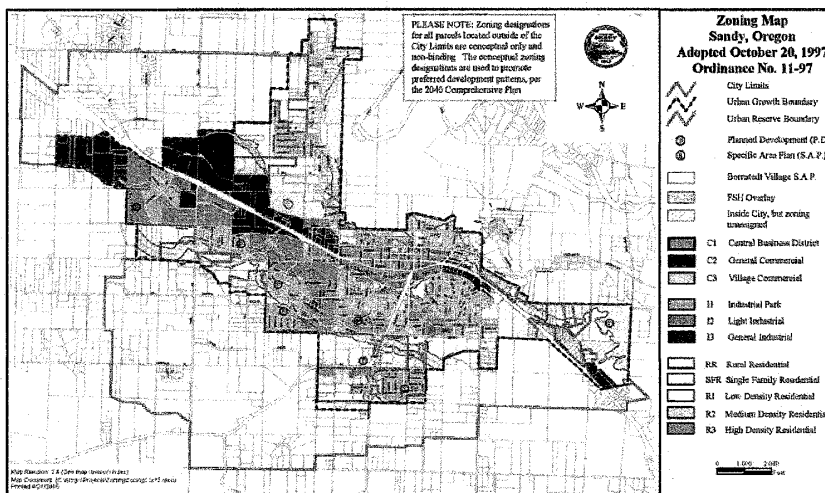 PLEASE NOTE: Zoning designations
for all parcels located outside of the
City Limits are conceptual only and
non-binding. The conceptual zoning
designations are used to promote
preferred development patterns, per
the 2040 Comprehensive Plan
N
W E
S
Zoning Map
Sandy, Oregon
Adopted October 20, 1997
Ordinance No. 11-97
City Limits
Urban Growth Boundary
Urban Reserve Boundary
Planned Development (P.D.)
Specific Area Plan (S.A.P.)
Bornstedt Village S.A.P.
FSH Overlay
Inside City, but zoning
unassigned
C1 Central Business District
C2 General Commercial
C3 Village Commercial
I1 Industrial Park
I2 Light Industrial
I3 General Industrial
RR Rural Residential
SFR Single Family Residential
R1 Low Density Residential
R2 Medium Density Residential
R3 High Density Residential
Feet